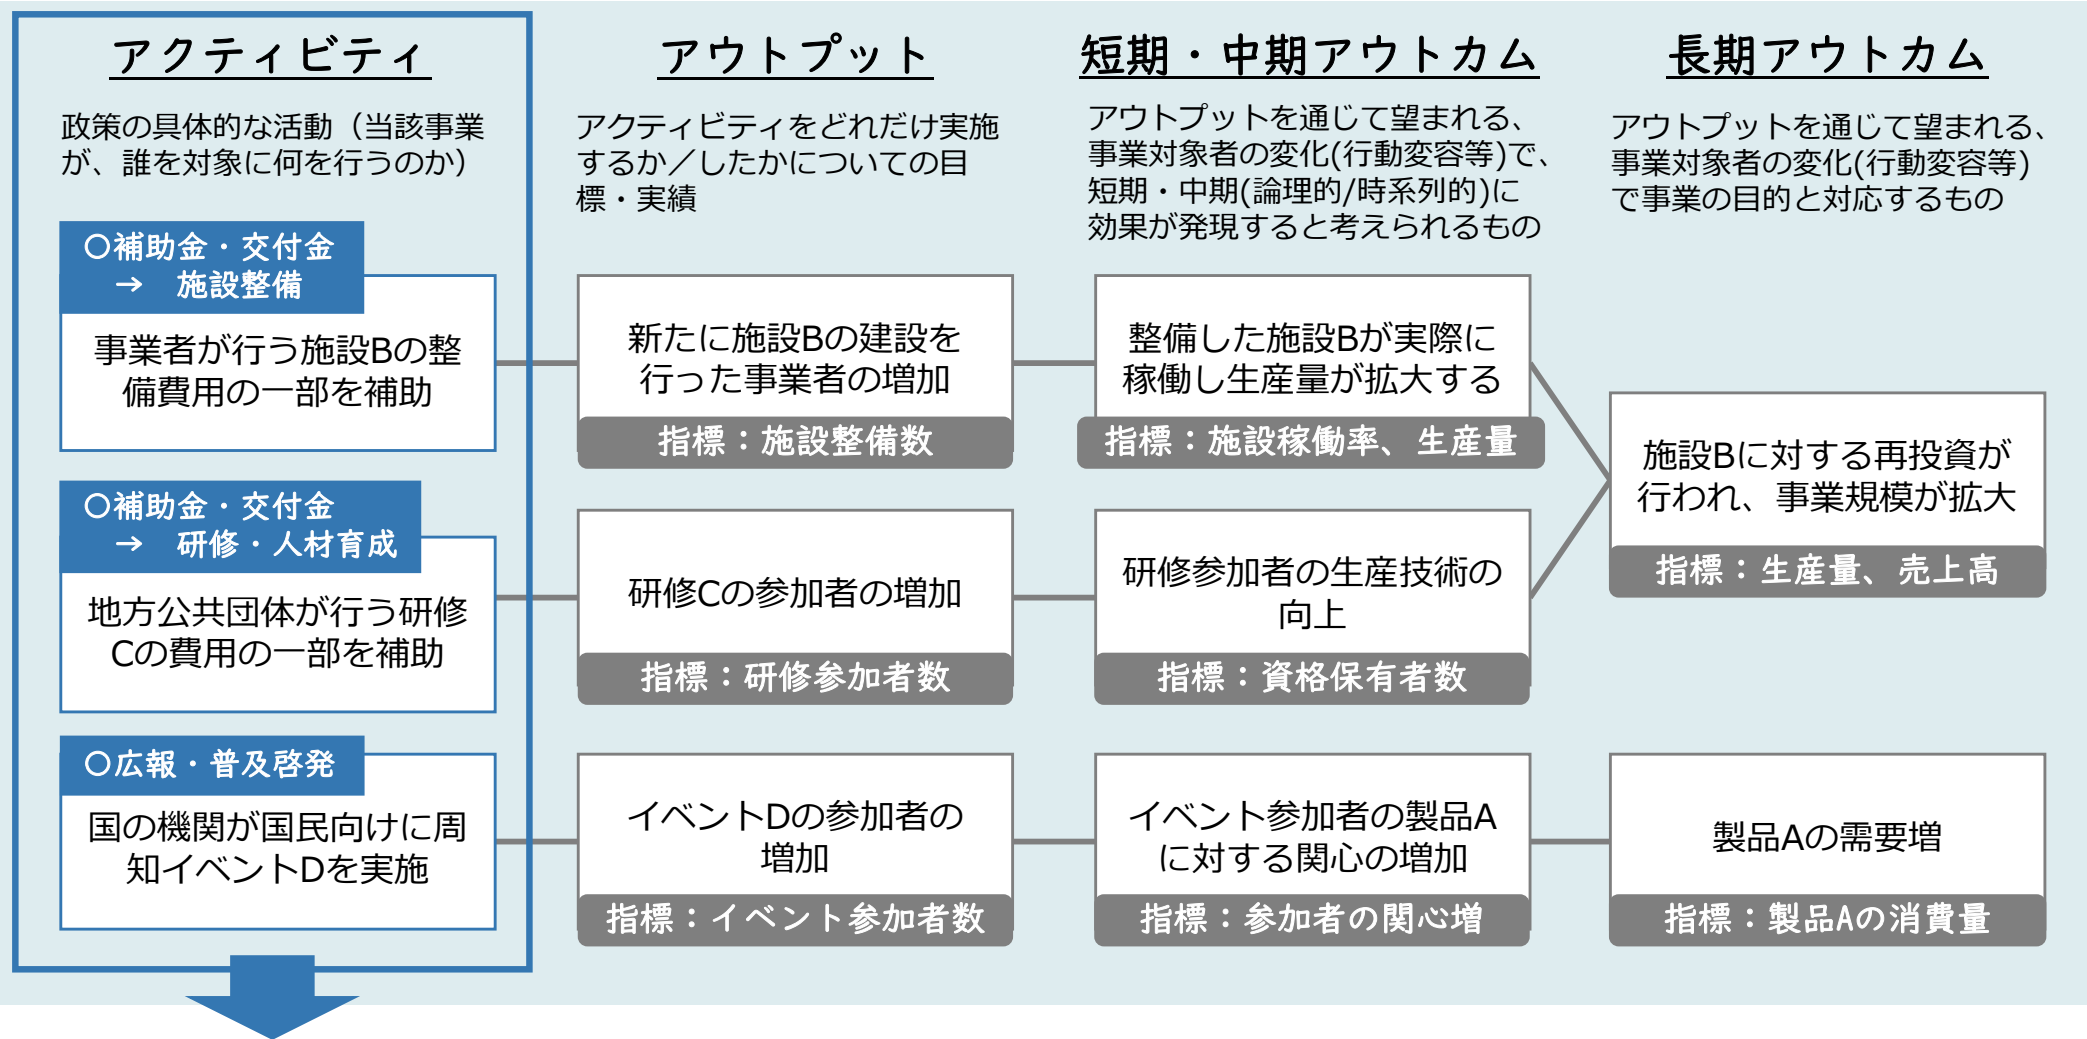 アクティビティ
政策の具体的な活動（当該事業
が、誰を対象に何を行うのか）
〇補助金・交付金
→　施設整備
事業者が行う施設Bの整
備費用の一部を補助
〇補助金・交付金
→　研修・人材育成
地方公共団体が行う研修
Cの費用の一部を補助
〇広報・普及啓発
国の機関が国民向けに周
知イベントDを実施
アウトプット
アクティビティをどれだけ実施
するか／したかについての目
標・実績
新たに施設Bの建設を
行った事業者の増加
指標：施設整備数
研修Cの参加者の増加
指標：研修参加者数
イベントDの参加者の
増加
指標：イベント参加者数
短期・中期アウトカム
アウトプットを通じて望まれる、
事業対象者の変化(行動変容等)で、
短期・中期(論理的/時系列的)に
効果が発現すると考えられるもの
整備した施設Bが実際に
稼働し生産量が拡大する
指標：施設稼働率、生産量
研修参加者の生産技術の
向上
指標：資格保有者数
イベント参加者の製品A
に対する関心の増加
指標：参加者の関心増
長期アウトカム
アウトプットを通じて望まれる、
事業対象者の変化(行動変容等)
で事業の目的と対応するもの
施設Bに対する再投資が
行われ、事業規模が拡大
指標：生産量、売上高
製品Aの需要増
指標：製品Aの消費量